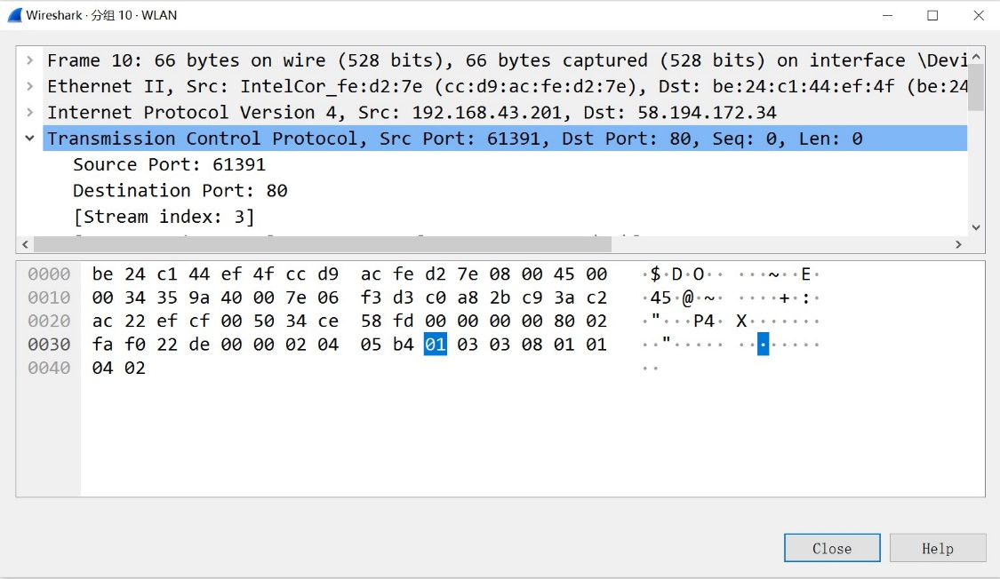 Wireshark · 分组 10 · WLAN
Frame 10: 66 bytes on wire (528 bits), 66 bytes captured (528 bits) on interface \Devi
Ethernet II, Src: IntelCor_fe:d2:7e (cc:d9:ac:fe:d2:7e), Dst: be:24:c1:44:ef:4f (be:24
Internet Protocol Version 4, Src: 192.168.43.201, Dst: 58.194.172.34
Transmission Control Protocol, Src Port: 61391, Dst Port: 80, Seq: 0, Len: 0
Source Port: 61391
Destination Port: 80
[Stream index: 3]
0000 be 24 c1 44 ef 4f cc d9 ac fe d2 7e 08 00 45 00 ·$·D·O·· ···~··E·
0010 00 34 35 9a 40 00 7e 06 f3 d3 c0 a8 2b c9 3a c2 ·45·@·~· ····+·:·
0020 ac 22 ef cf 00 50 34 ce 58 fd 00 00 00 00 80 02 ·"···P4· X·······
0030 fa f0 22 de 00 00 02 04 05 b4 01 03 03 08 01 01 ··"····· ········
0040 04 02 ··
Close
Help